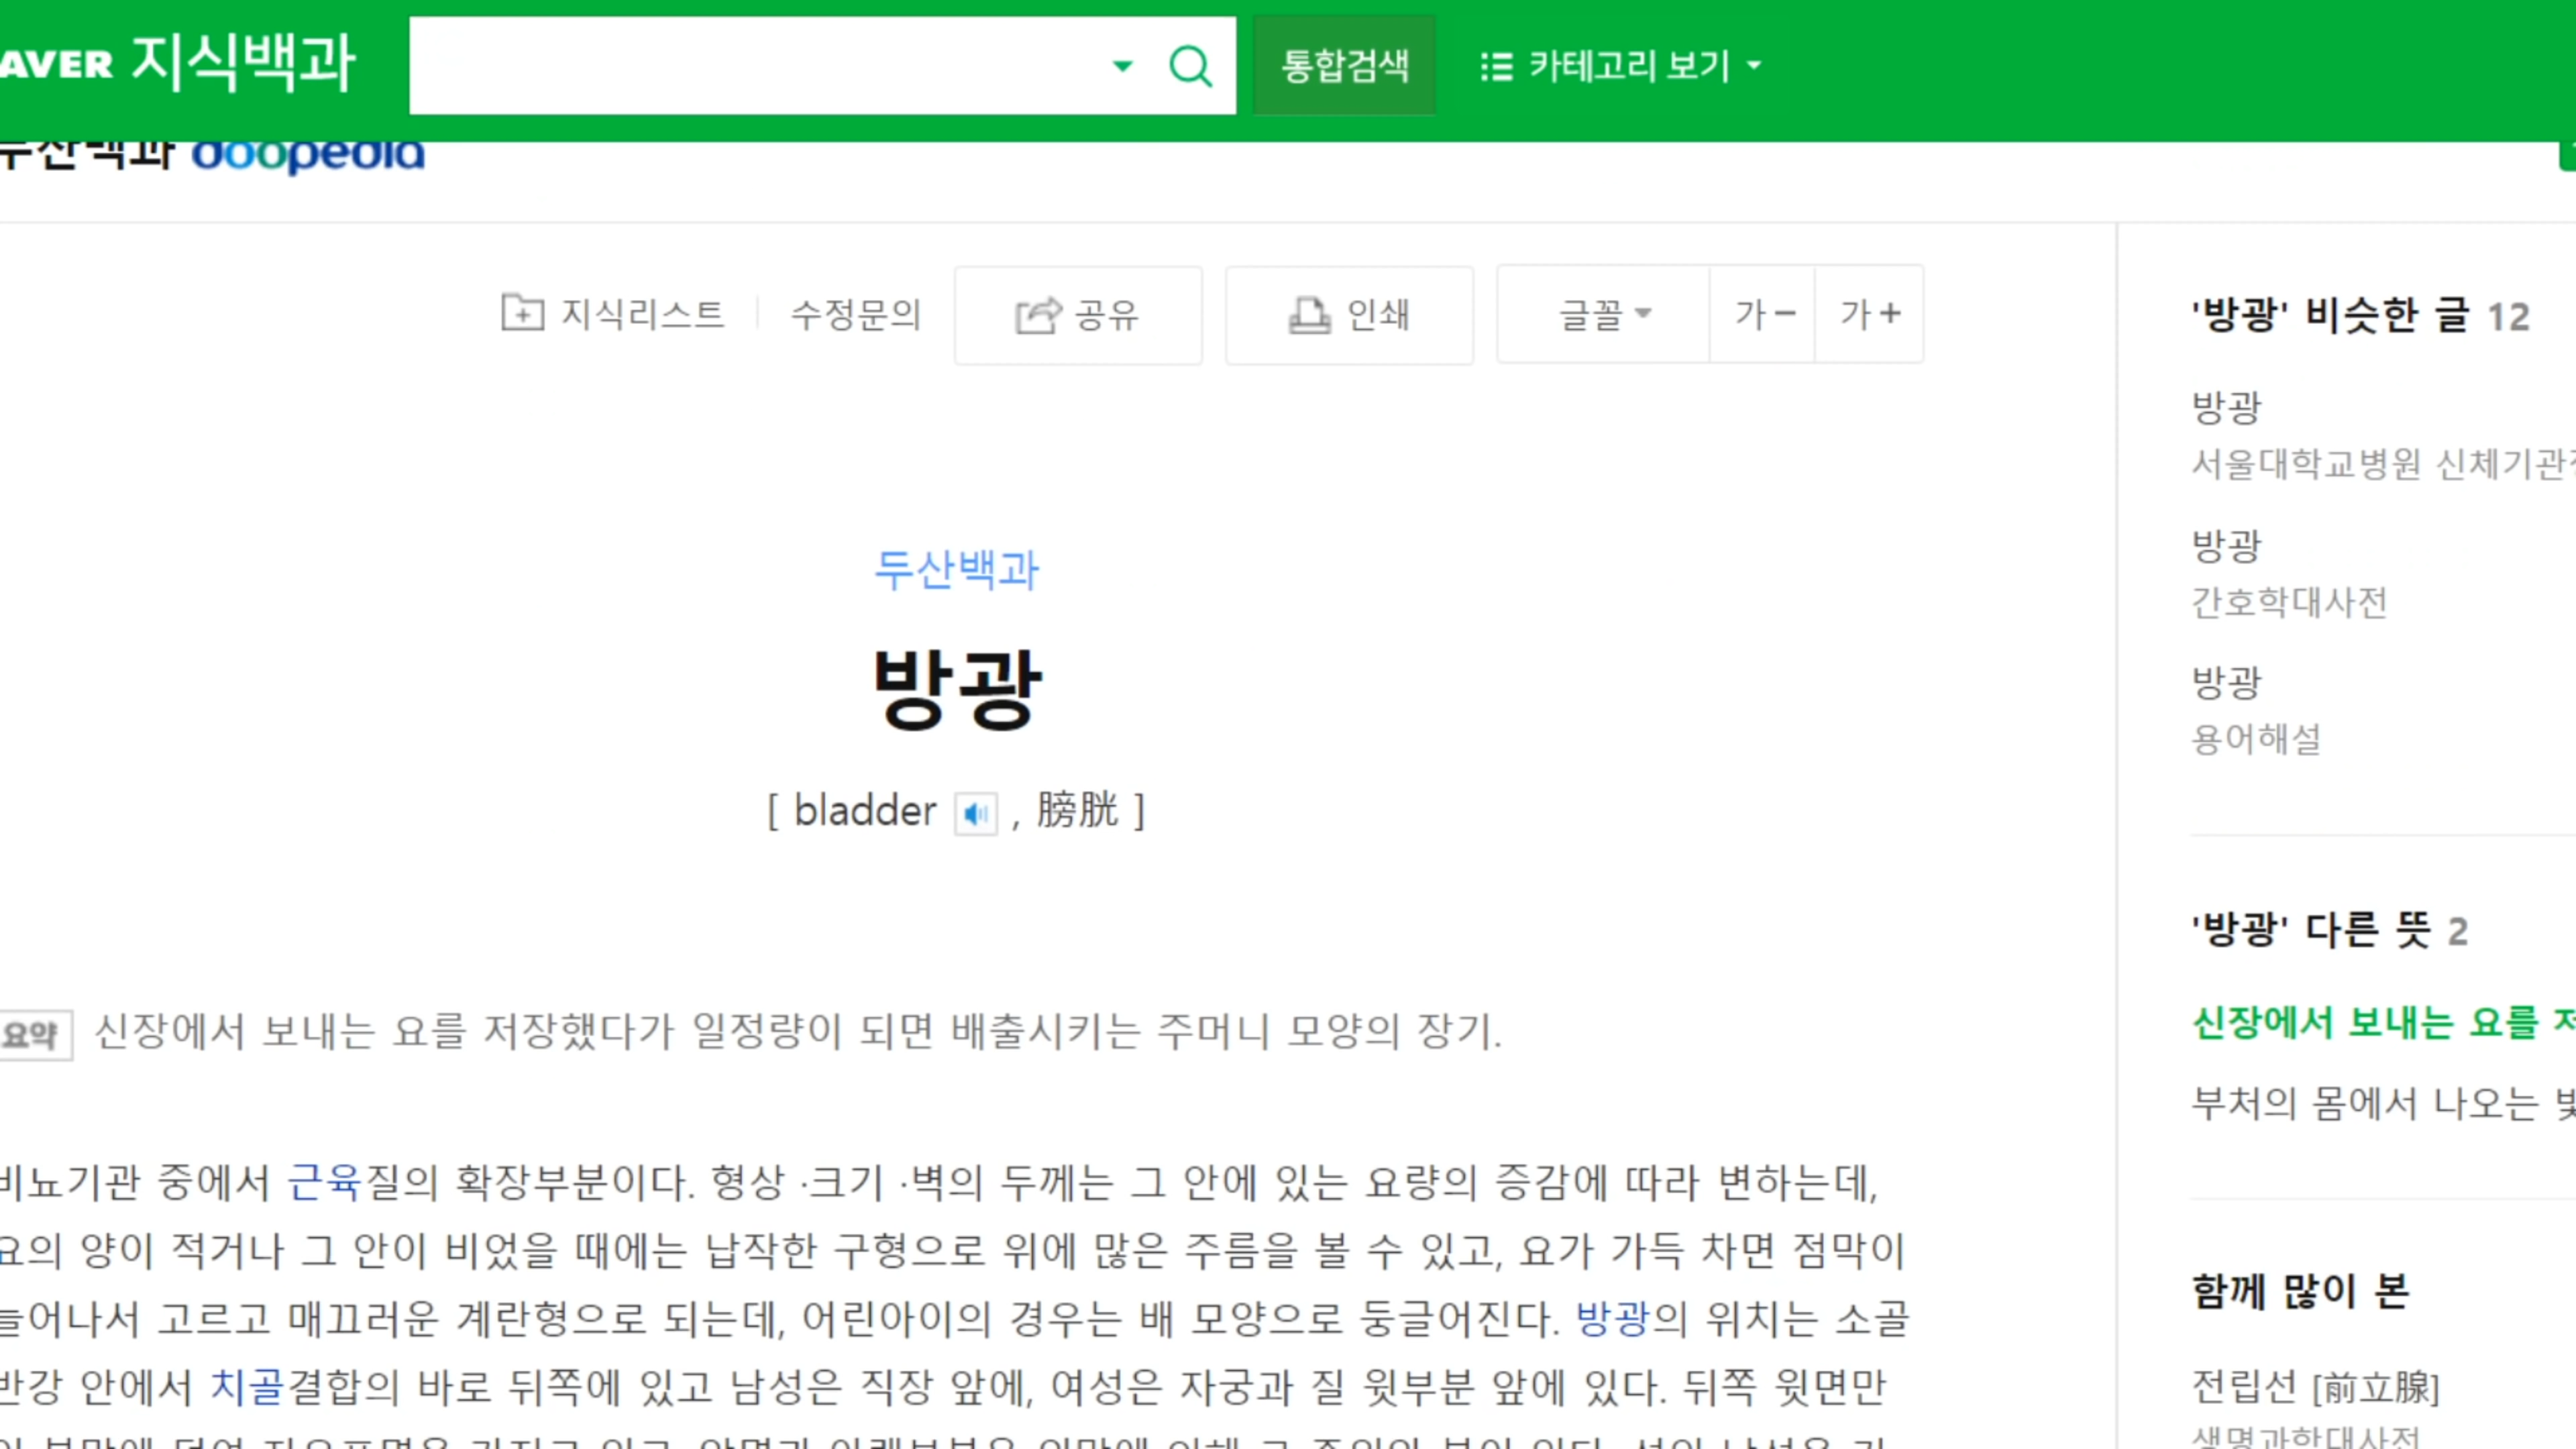 AVER 지식백과
통합검색
카테고리 보기
두산백과 doopedia
지식리스트
수정문의
공유
인쇄
글꼴
가-
가+
두산백과
방광
[ bladder , 膀胱 ]
요약 신장에서 보내는 요를 저장했다가 일정량이 되면 배출시키는 주머니 모양의 장기.
비뇨기관 중에서 근육질의 확장부분이다. 형상 ·크기 ·벽의 두께는 그 안에 있는 요량의 증감에 따라 변하는데,
요의 양이 적거나 그 안이 비었을 때에는 납작한 구형으로 위에 많은 주름을 볼 수 있고, 요가 가득 차면 점막이
늘어나서 고르고 매끄러운 계란형으로 되는데, 어린아이의 경우는 배 모양으로 둥글어진다. 방광의 위치는 소골
반강 안에서 치골결합의 바로 뒤쪽에 있고 남성은 직장 앞에, 여성은 자궁과 질 윗부분 앞에 있다. 뒤쪽 윗면만
'방광' 비슷한 글 12
방광
서울대학교병원 신체기관
방광
간호학대사전
방광
용어해설
'방광' 다른 뜻 2
신장에서 보내는 요를
부처의 몸에서 나오는
함께 많이 본
전립선 [前立腺]
생명과학대사전